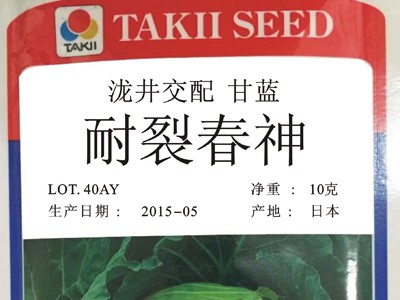 TAKII
TAKII SEED
泷井交配 甘蓝
耐裂春神
LOT. 40AY 净重 : 10克
生产日期 : 2015-05 产地 : 日本